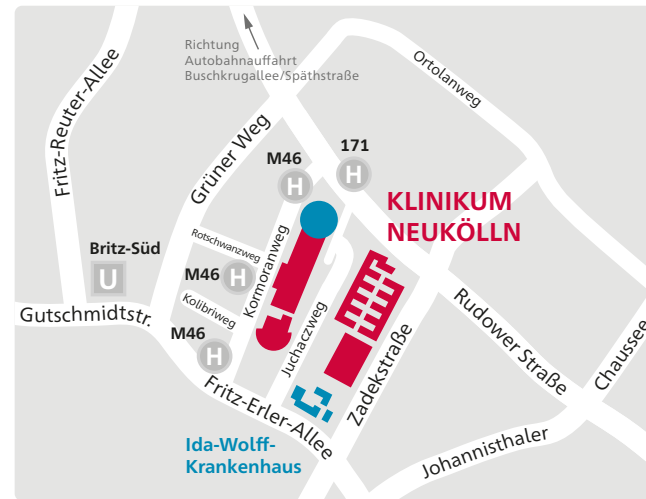 Richtung
Autobahnauffahrt
Buschkrugallee/Späthstraße
Ortolanweg
Fritz-Reuter-Allee
Grüner Weg
M46
H
171
H
KLINIKUM
NEUKÖLLN
Britz-Süd
U
Rotschwanzweg
M46
H
Kormoranweg
Kolibriweg
Gutschmidtstr.
M46
H
Juchaczweg
Zadekstraße
Rudower Straße
Chaussee
Fritz-Erler-Allee
Johannisthaler
Ida-Wolff-
Krankenhaus